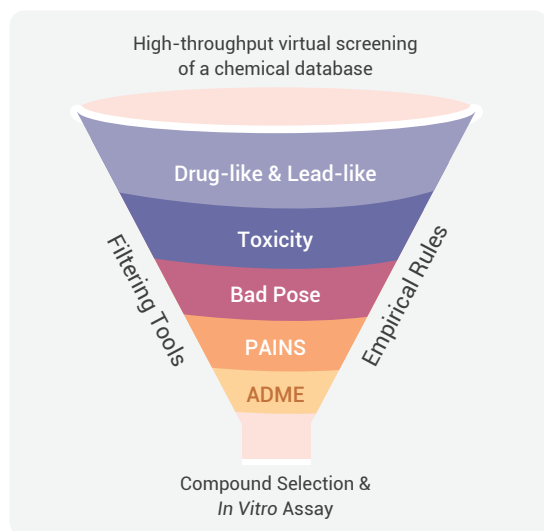 High-throughput virtual screening
of a chemical database
Drug-like & Lead-like
Toxicity
Bad Pose
PAINS
ADME
Filtering Tools
Empirical Rules
Compound Selection &
In Vitro Assay